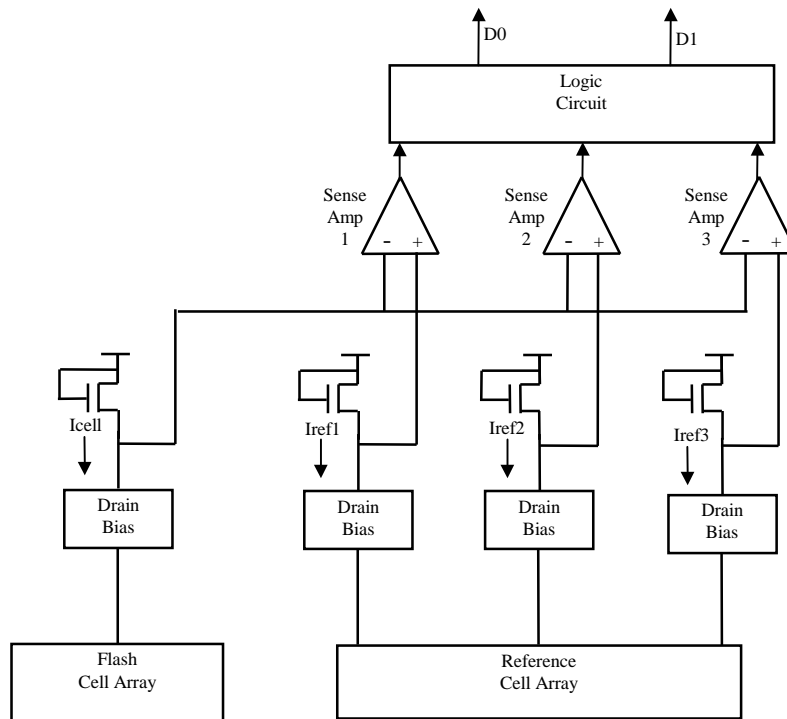 D0
D1
Logic
Circuit
Sense
Amp
1
- +
Sense
Amp
2
- +
Sense
Amp
3
- +
Icell
Iref1
Iref2
Iref3
Drain
Bias
Drain
Bias
Drain
Bias
Drain
Bias
Flash
Cell Array
Reference
Cell Array